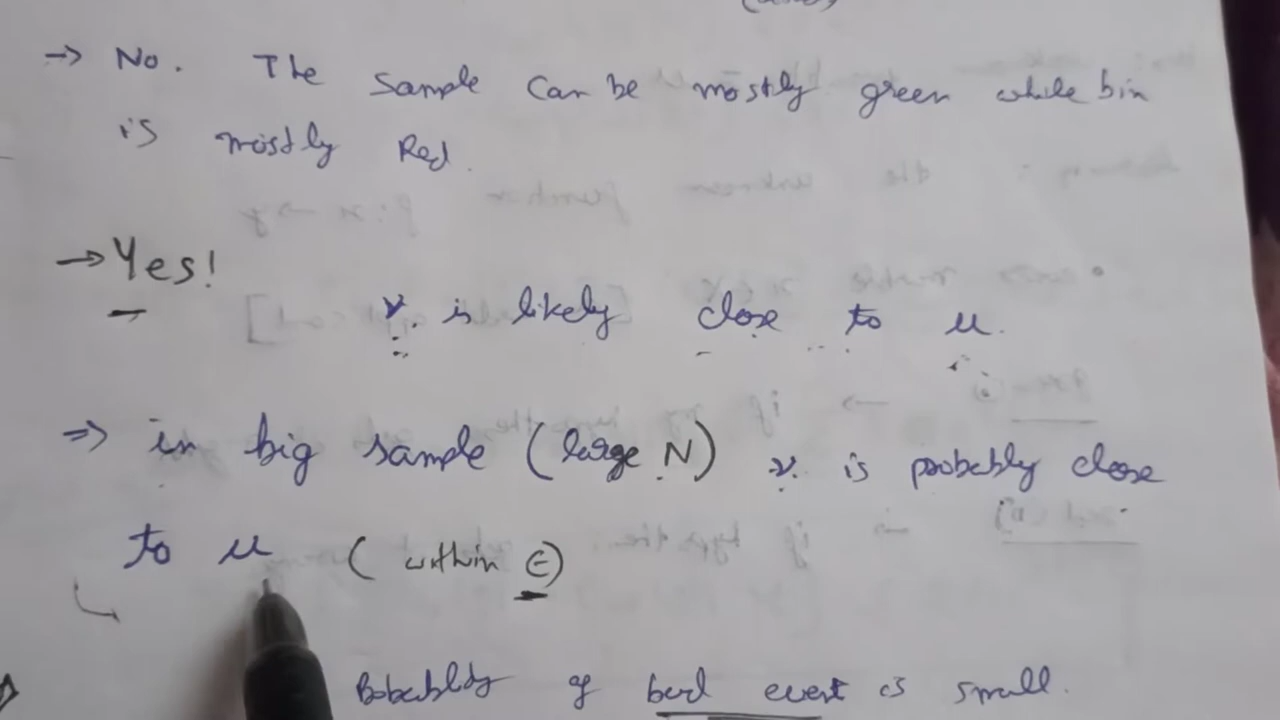 → No. The sample can be mostly green while bin
is mostly Red.
→ Yes!
ν is likely close to μ.
⇒ in big sample (large N) ν is probably close
to μ (within ∈)
Probability of bad event is small.